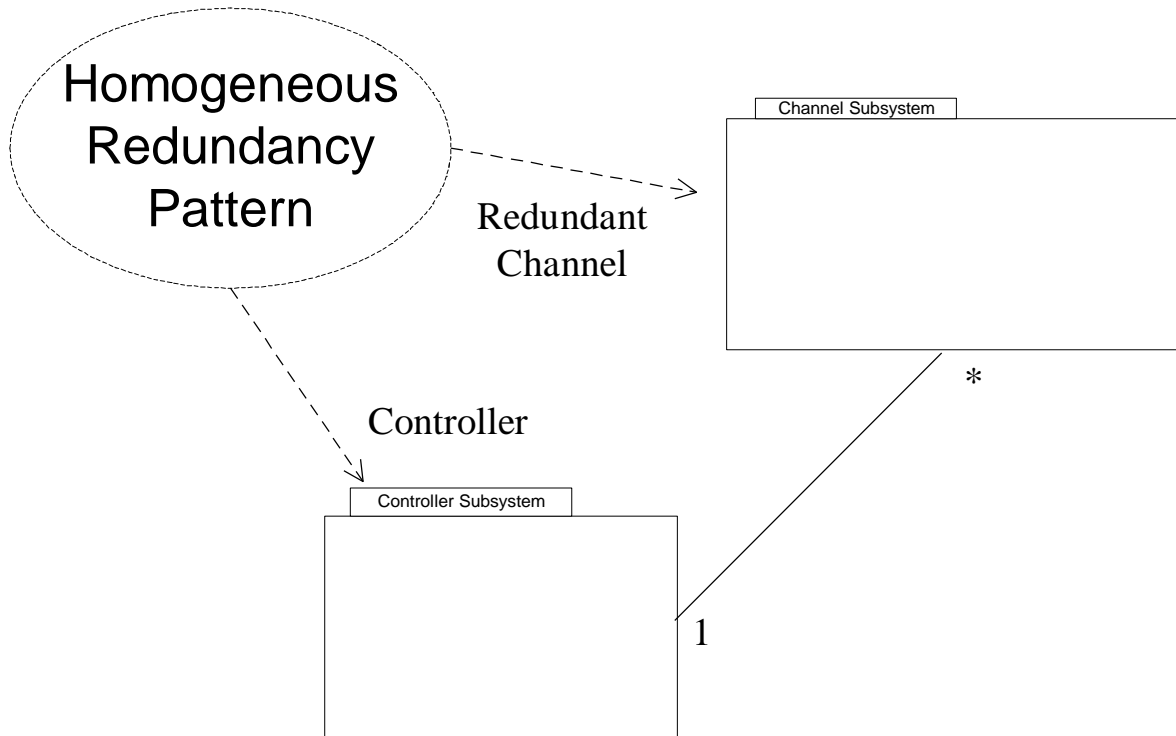 Homogeneous
Redundancy
Pattern
Channel Subsystem
Redundant
Channel
*
Controller
Controller Subsystem
1